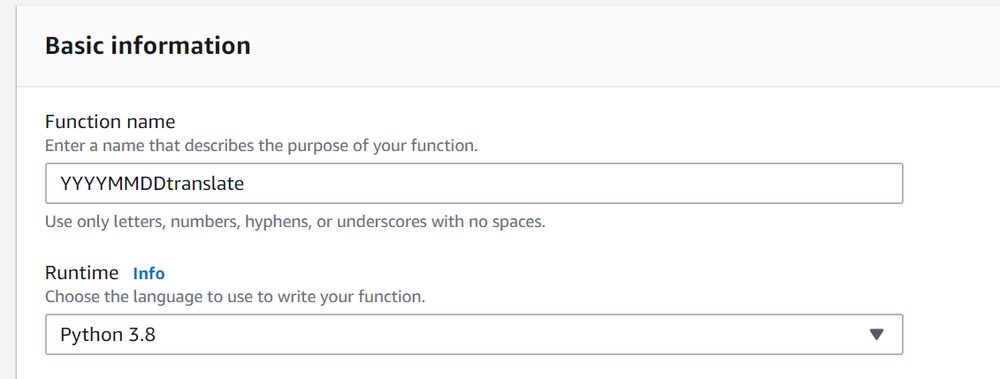 Basic information
Function name
Enter a name that describes the purpose of your function.
YYYYMMDDtranslate
Use only letters, numbers, hyphens, or underscores with no spaces.
Runtime Info
Choose the language to use to write your function.
Python 3.8